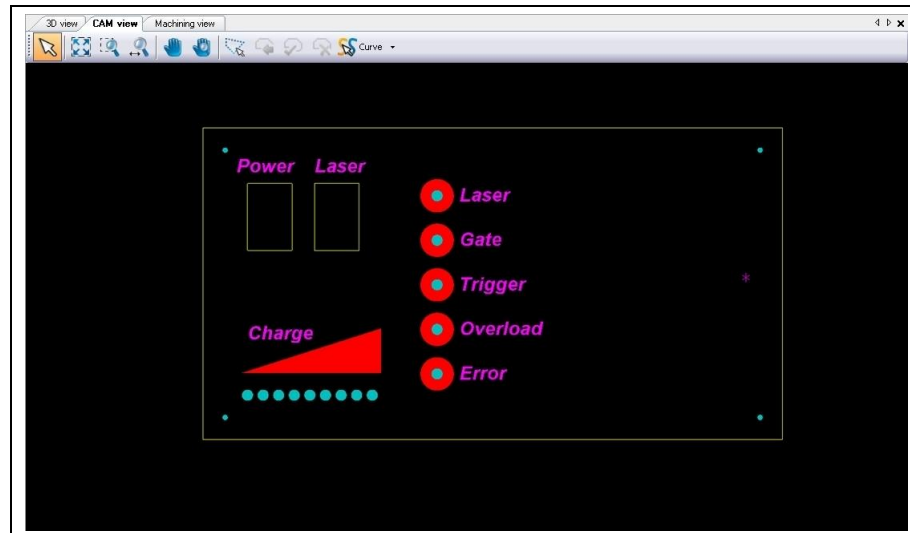 3D view CAM view Machining view
Curve
Power Laser
Laser
Gate
Trigger
Charge
Overload
Error